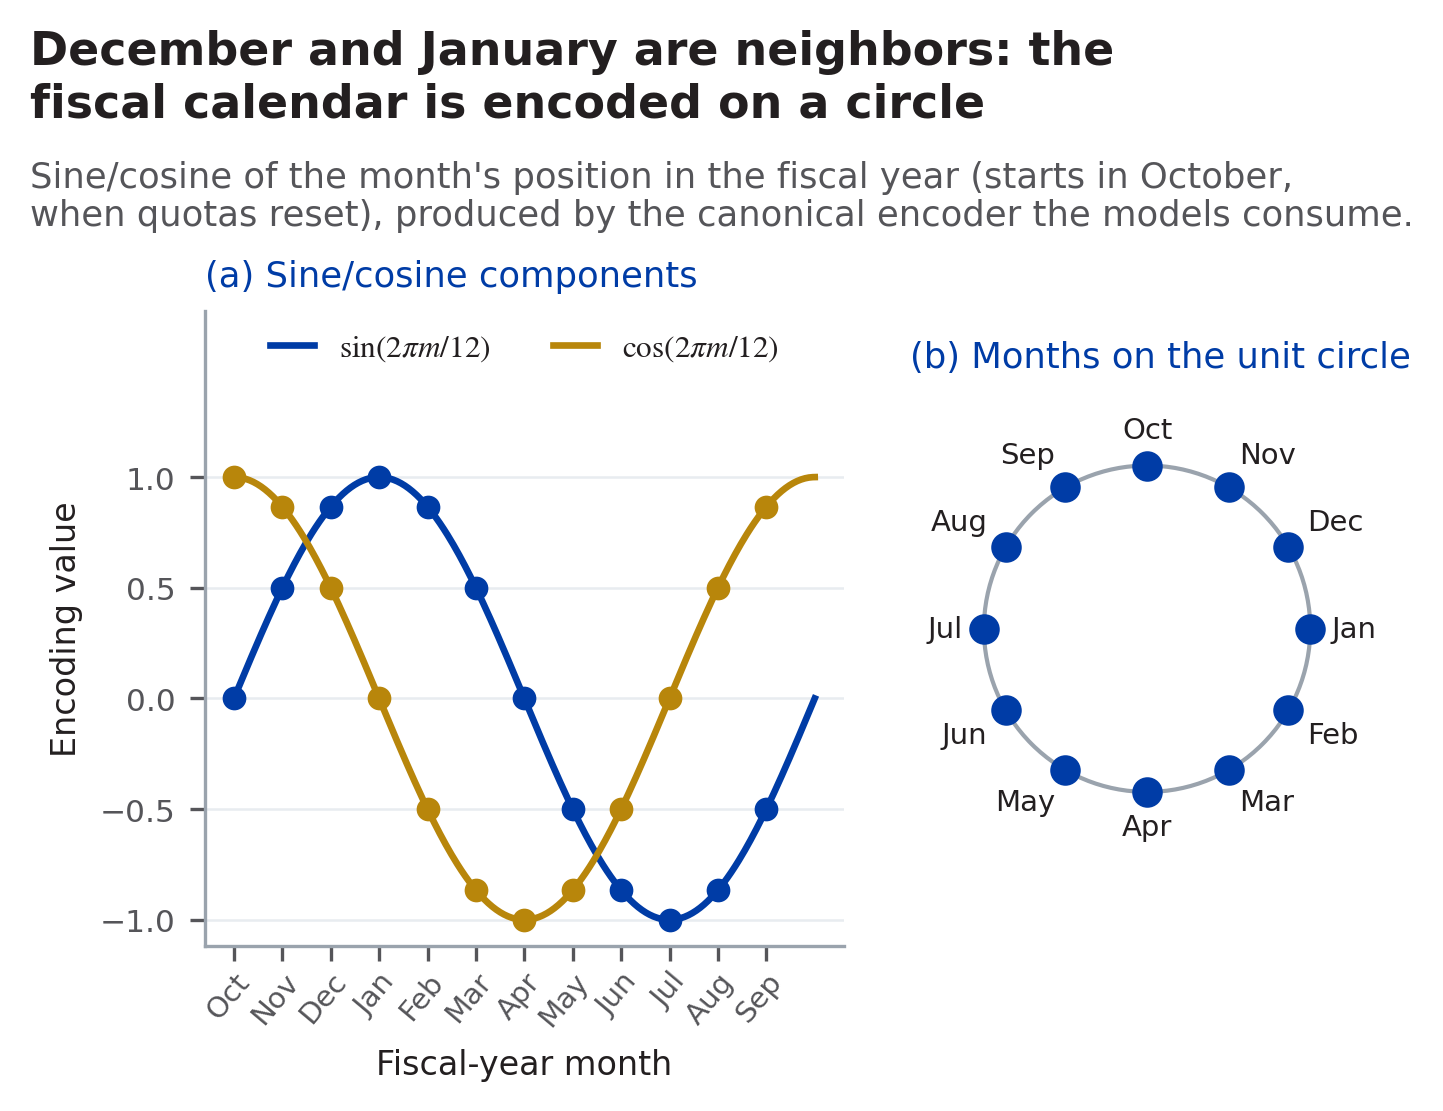 December and January are neighbors: the
fiscal calendar is encoded on a circle
Sine/cosine of the month's position in the fiscal year (starts in October,
when quotas reset), produced by the canonical encoder the models consume.
(a) Sine/cosine components
sin(2πm/12)
cos(2πm/12)
Encoding value
1.0
0.5
0.0
−0.5
−1.0
Oct
Nov
Dec
Jan
Feb
Mar
Apr
May
Jun
Jul
Aug
Sep
Fiscal-year month
(b) Months on the unit circle
Oct
Nov
Dec
Jan
Feb
Mar
Apr
May
Jun
Jul
Aug
Sep